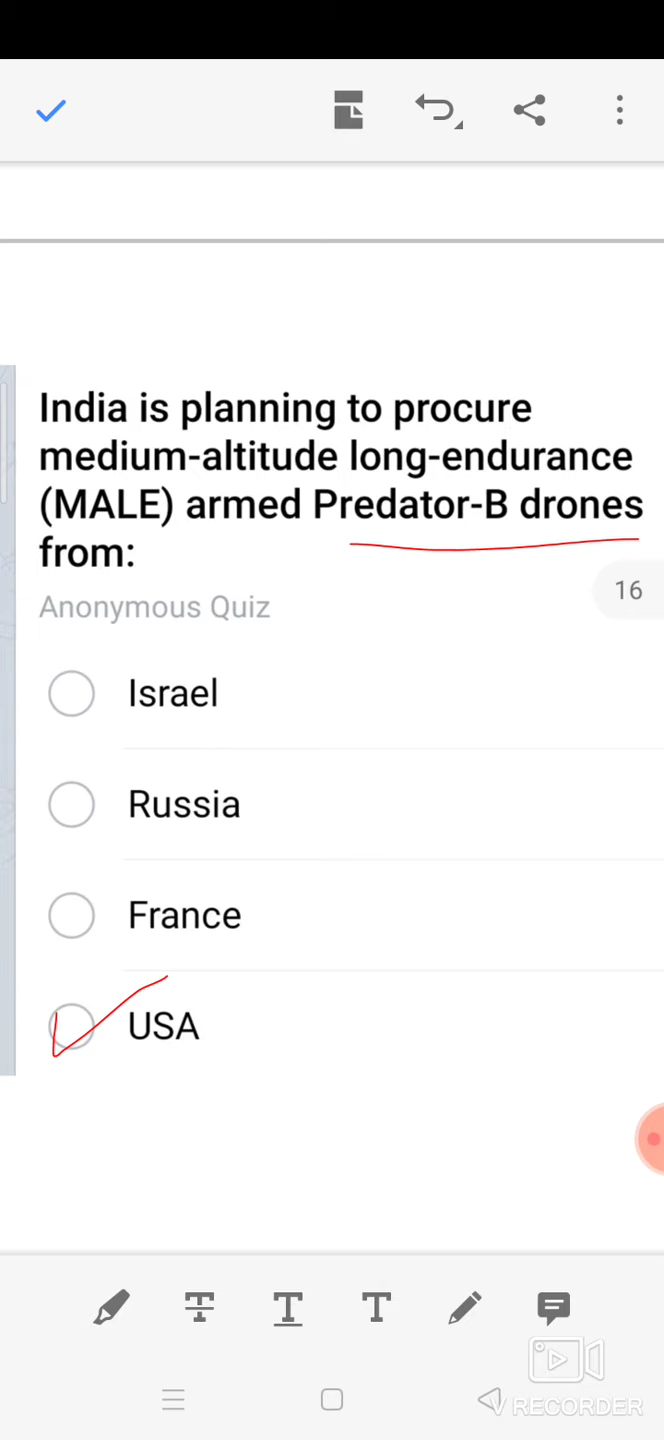 India is planning to procure
medium-altitude long-endurance
(MALE) armed Predator-B drones
from:
16
Anonymous Quiz
Israel
Russia
France
USA
T
T
T
V RECORDER